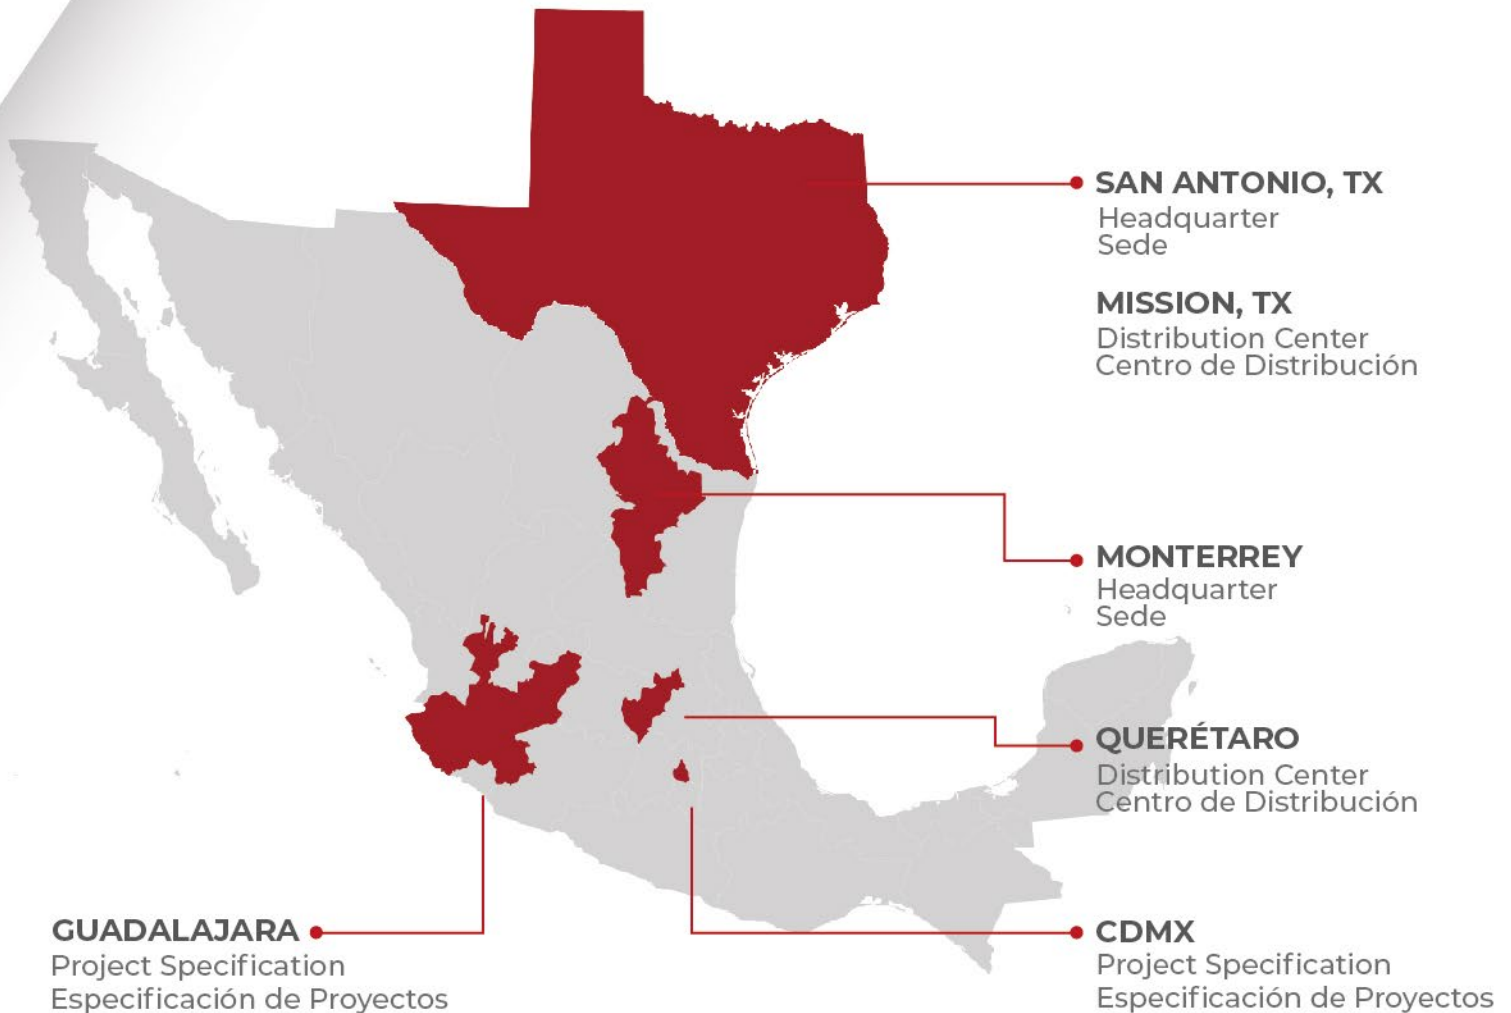 SAN ANTONIO, TX
Headquarter
Sede
MISSION, TX
Distribution Center
Centro de Distribución
MONTERREY
Headquarter
Sede
QUERÉTARO
Distribution Center
Centro de Distribución
GUADALAJARA
Project Specification
Especificación de Proyectos
CDMX
Project Specification
Especificación de Proyectos